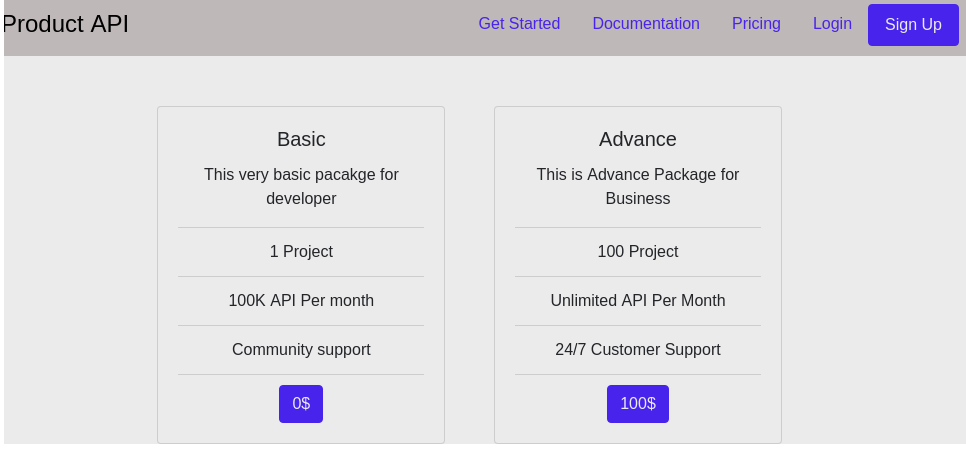 Product API
Get Started
Documentation
Pricing
Login
Sign Up
Basic
This very basic pacakge for
developer
1 Project
100K API Per month
Community support
0$
Advance
This is Advance Package for
Business
100 Project
Unlimited API Per Month
24/7 Customer Support
100$